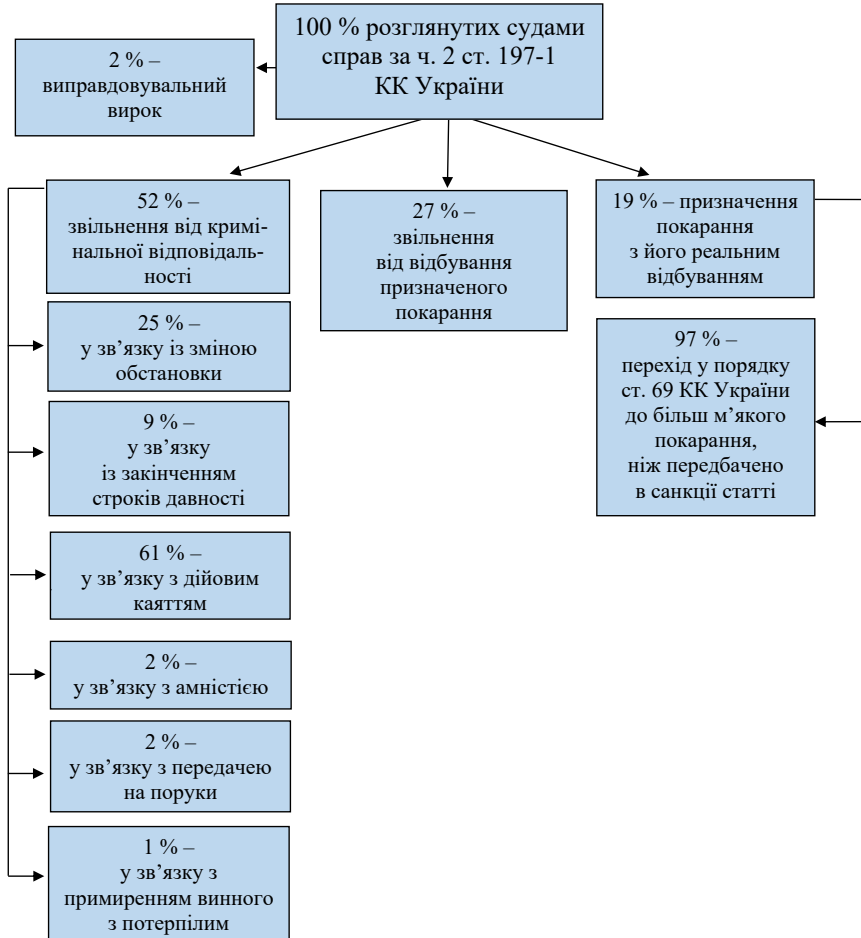 100 % розглянутих судами
справ за ч. 2 ст. 197-1
КК України
2 % –
виправдовувальний
вирок
52 % –
звільнення від кримі-
нальної відповідаль-
ності
27 % –
звільнення
від відбування
призначеного
покарання
19 % – призначення
покарання
з його реальним
відбуванням
25 % –
у зв’язку із зміною
обстановки
97 % –
перехід у порядку
ст. 69 КК України
до більш м’якого
покарання,
ніж передбачено
в санкції статті
9 % –
у зв’язку
із закінченням
строків давності
61 % –
у зв’язку з дійовим
каяттям
2 % –
у зв’язку з амністією
2 % –
у зв’язку з передачею
на поруки
1 % –
у зв’язку з
примиренням винного
з потерпілим